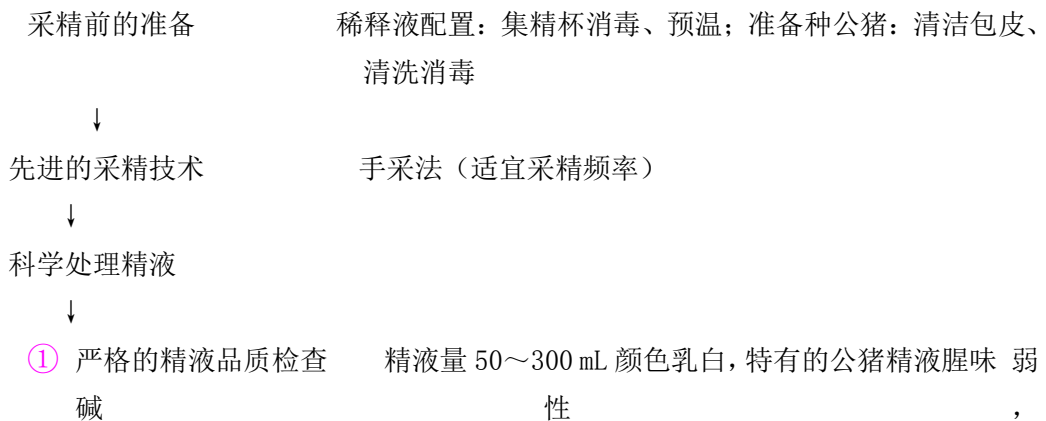 采精前的准备 稀释液配置：集精杯消毒、预温；准备种公猪：清洁包皮、
清洗消毒
↓
先进的采精技术 手采法（适宜采精频率）
↓
科学处理精液
↓
① 严格的精液品质检查 精液量 50～300 mL 颜色乳白，特有的公猪精液腥味 弱
碱 性 ，